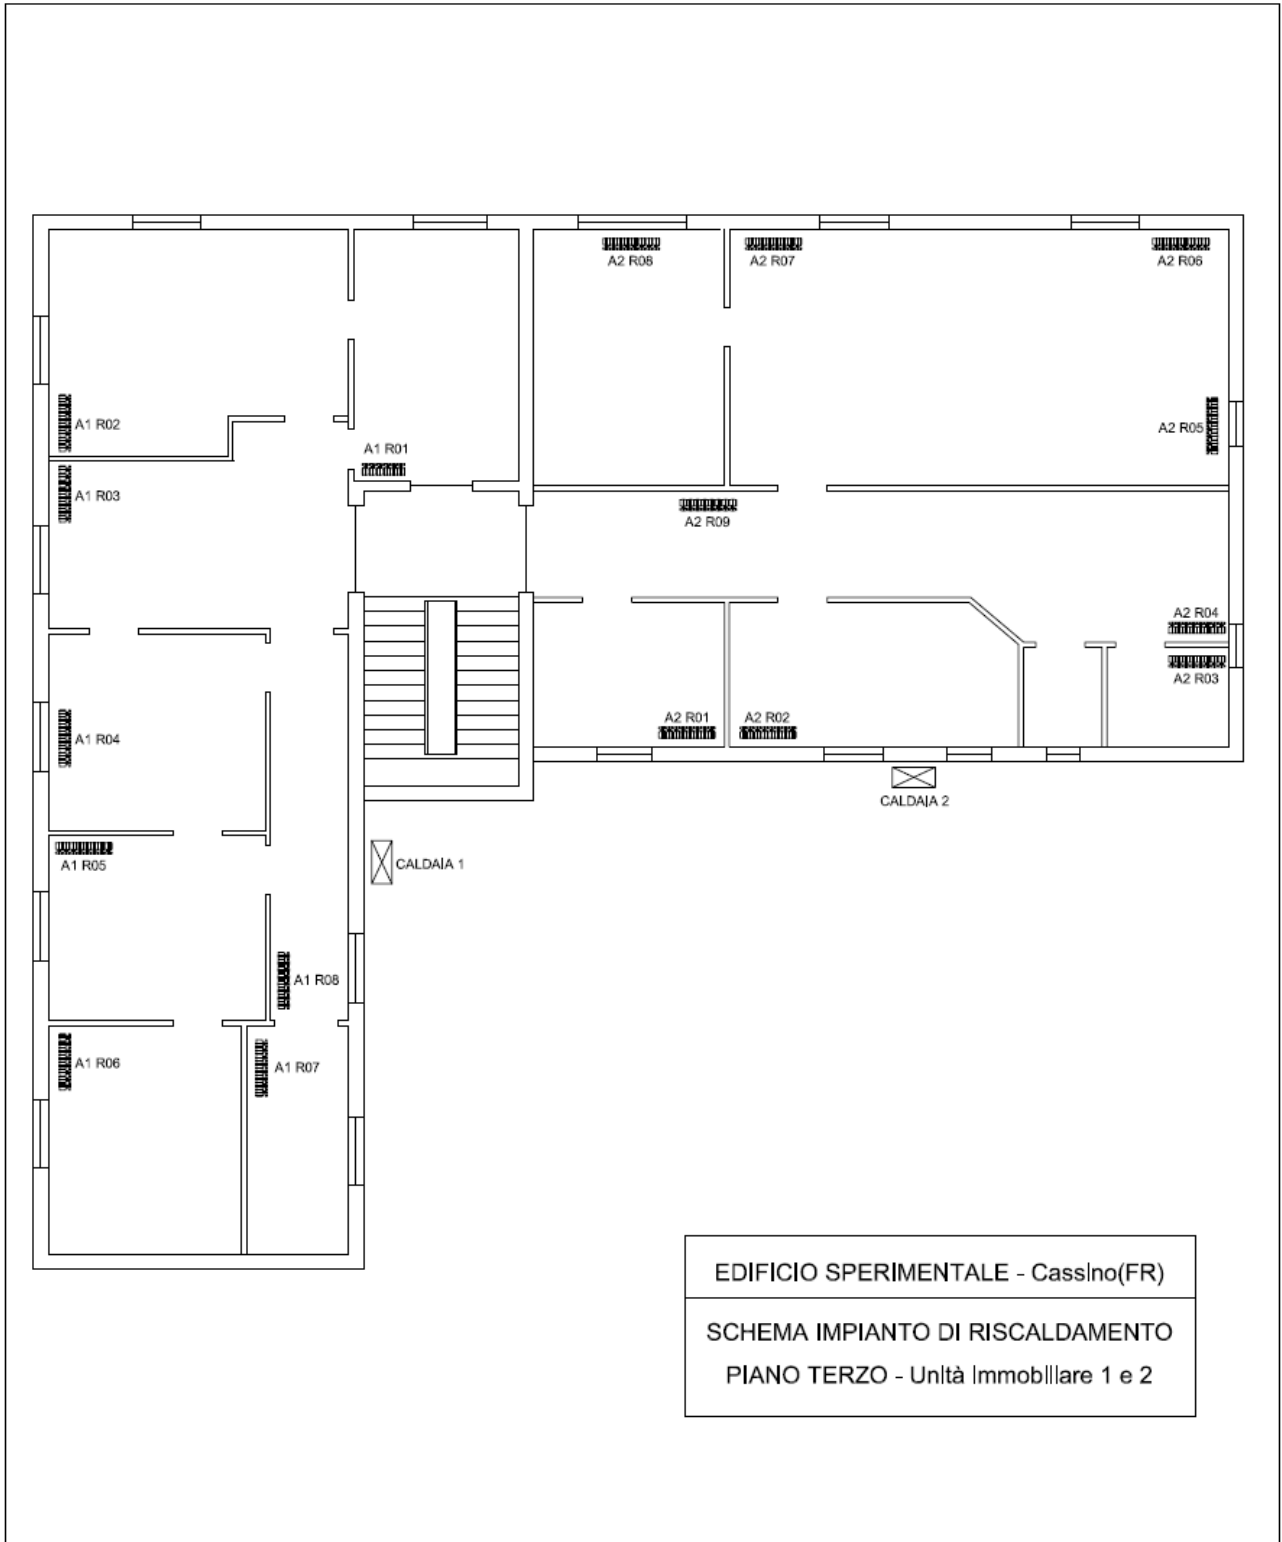 A2 R08
A2 R07
A2 R06
A1 R02
A2 R05
A1 R01
A1 R03
A2 R09
A2 R04
A2 R03
A2 R01
A2 R02
A1 R04
CALDAIA 2
CALDAIA 1
A1 R05
A1 R08
A1 R06
A1 R07
EDIFICIO SPERIMENTALE - Cassino(FR)
SCHEMA IMPIANTO DI RISCALDAMENTO
PIANO TERZO - Unità Immobiliare 1 e 2